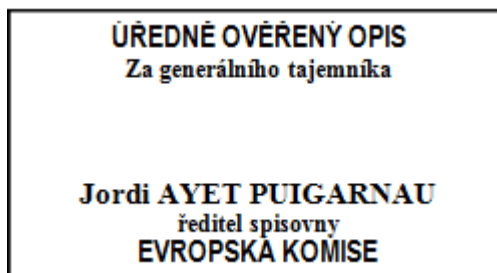 ÚŘEDNĚ OVĚŘENÝ OPIS
Za generálního tajemníka
Jordi AYET PUIGARNAU
ředitel spisovny
EVROPSKÁ KOMISE